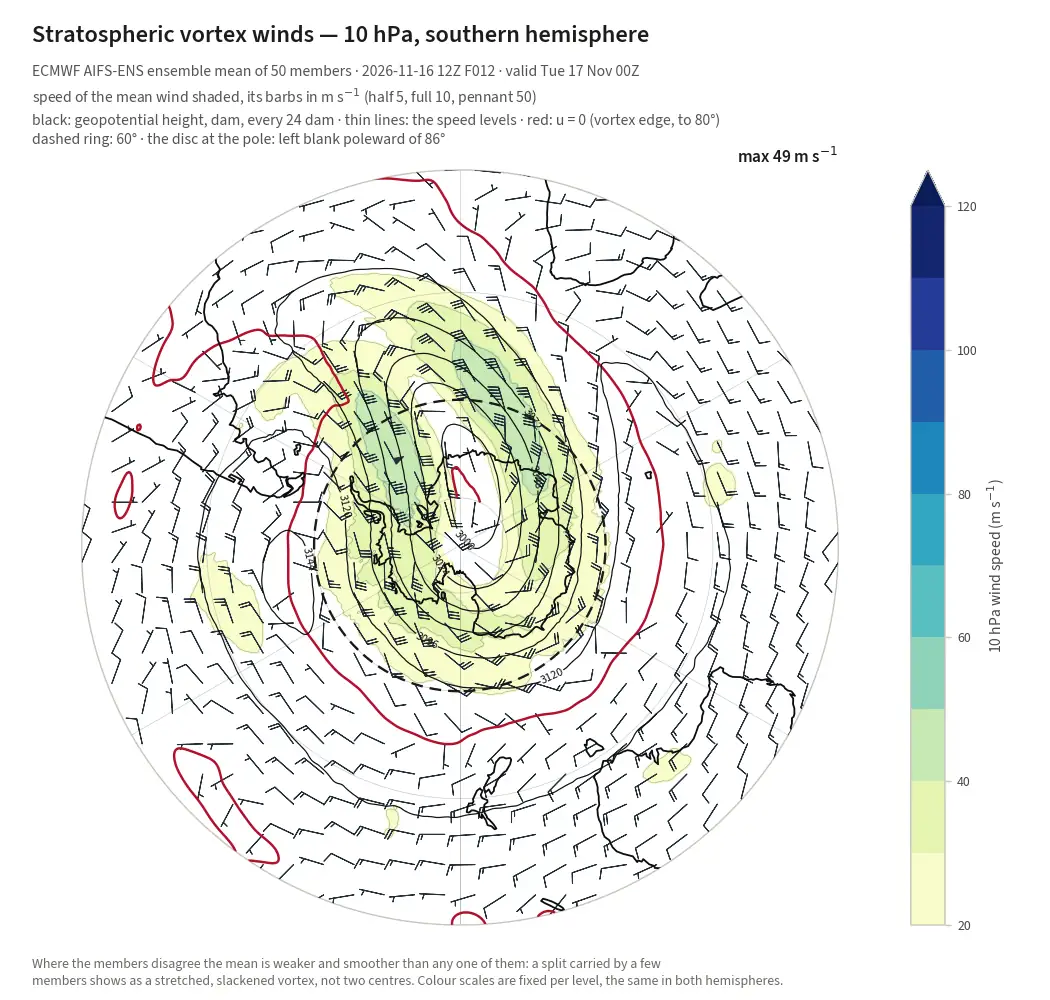 Stratospheric vortex winds — 10 hPa, southern hemisphere
ECMWF AIFS-ENS ensemble mean of 50 members · 2026-11-16 12Z F012 · valid Tue 17 Nov 00Z
speed of the mean wind shaded, its barbs in m s⁻¹ (half 5, full 10, pennant 50)
black: geopotential height, dam, every 24 dam · thin lines: the speed levels · red: u = 0 (vortex edge, to 80°)
dashed ring: 60° · the disc at the pole: left blank poleward of 86°
max 49 m s⁻¹
120
100
80
60
40
20
10 hPa wind speed (m s⁻¹)
3120
3096
3120
Where the members disagree the mean is weaker and smoother than any one of them: a split carried by a few
members shows as a stretched, slackened vortex, not two centres. Colour scales are fixed per level, the same in both hemispheres.